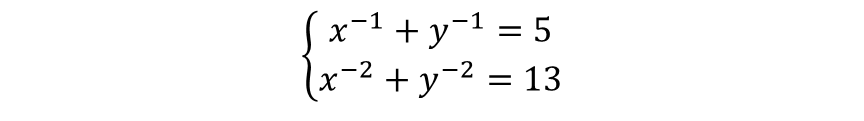 x⁻¹ + y⁻¹ = 5
x⁻² + y⁻² = 13